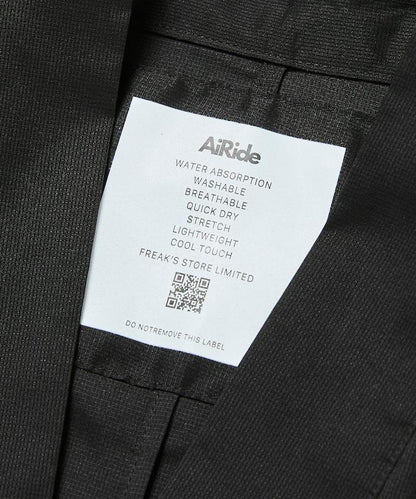 AiRide
WATER ABSORPTION
WASHABLE
BREATHABLE
QUICK DRY
STRETCH
LIGHTWEIGHT
COOL TOUCH
FREAK'S STORE LIMITED
DO NOTREMOVE THIS LABEL